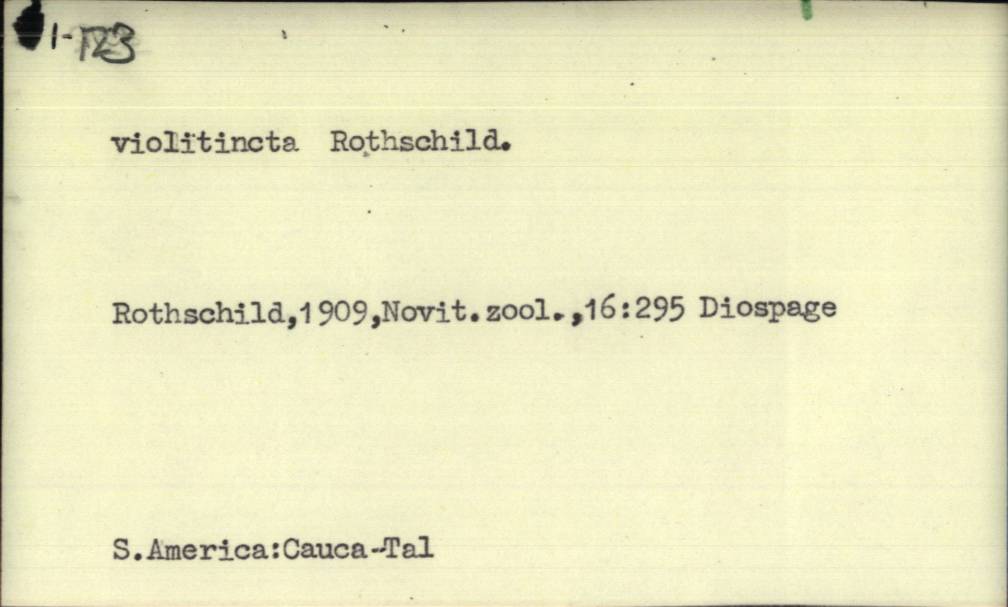 1-123
violitincta Rothschild.
Rothschild,1909,Novit.zool.,16:295 Diospage
S.America:Cauca-Tal